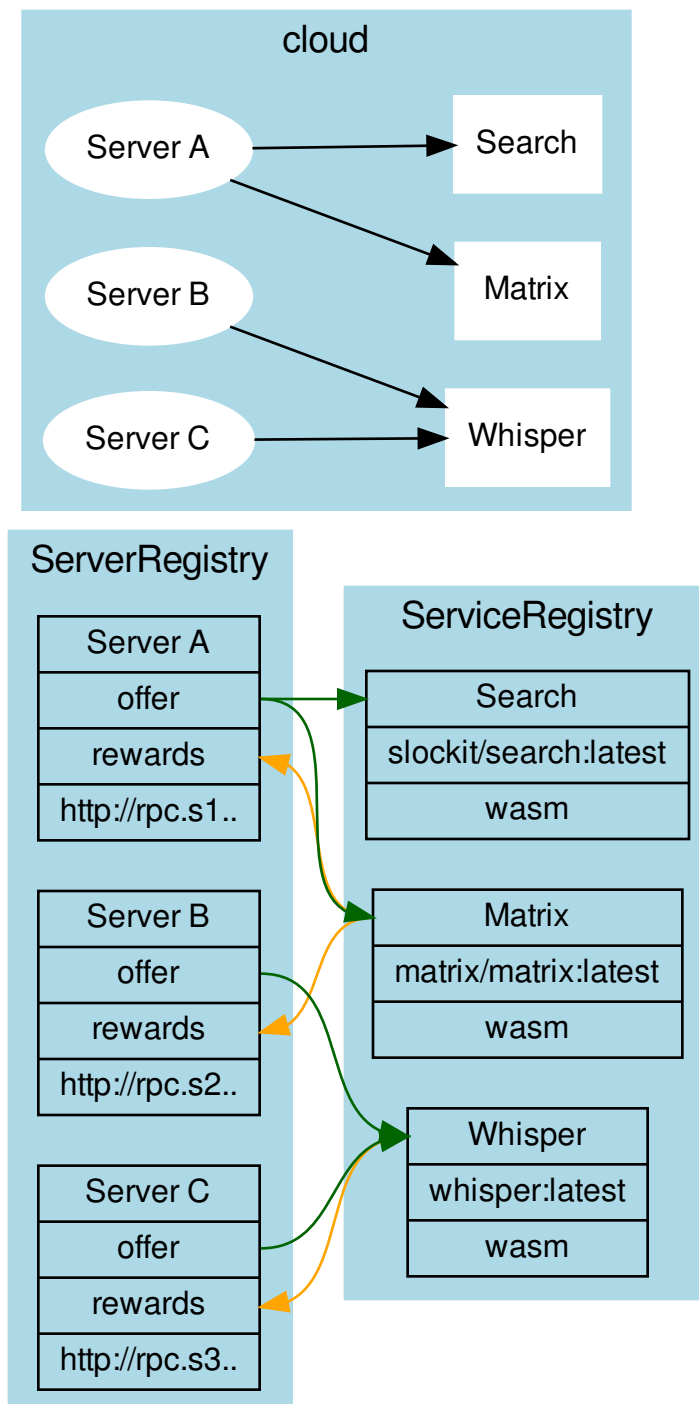 cloud
Server A
Search
Server B
Matrix
Server C
Whisper
ServerRegistry
Server A
offer
rewards
http://rpc.s1..
Server B
offer
rewards
http://rpc.s2..
Server C
offer
rewards
http://rpc.s3..
ServiceRegistry
Search
slockit/search:latest
wasm
Matrix
matrix/matrix:latest
wasm
Whisper
whisper:latest
wasm